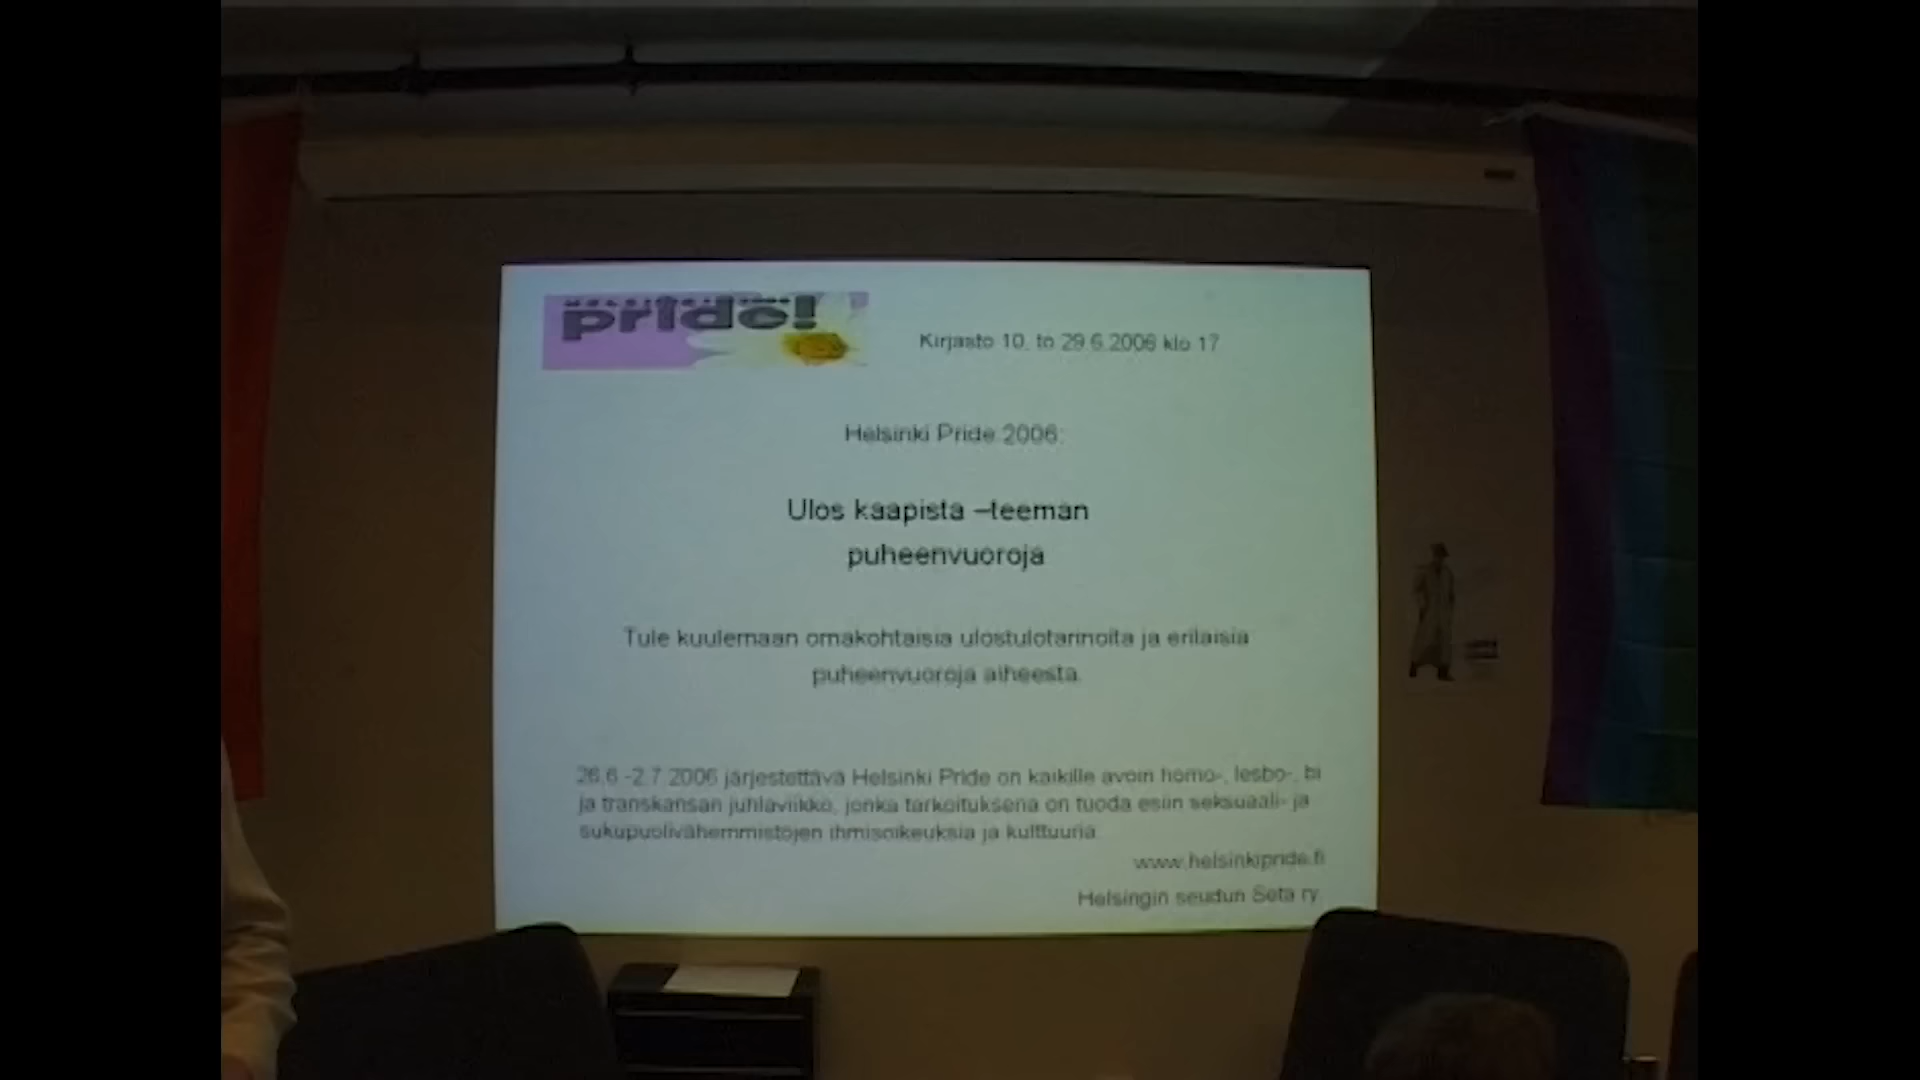 pride!
Kirjasto 10, to 29.6.2006 klo 17
Helsinki Pride 2006:
Ulos kaapista –teeman
puheenvuoroja
Tule kuulemaan omakohtaisia ulostulotarinoita ja erilaisia
puheenvuoroja aiheesta.
26.6.-2.7.2006 järjestettävä Helsinki Pride on kaikille avoin homo-, lesbo-, bi
ja transkansan juhlaviikko, jonka tarkoituksena on tuoda esiin seksuaali- ja
sukupuolivähemmistöjen ihmisoikeuksia ja kulttuuria.
www.helsinkipride.fi
Helsingin seudun Seta ry.